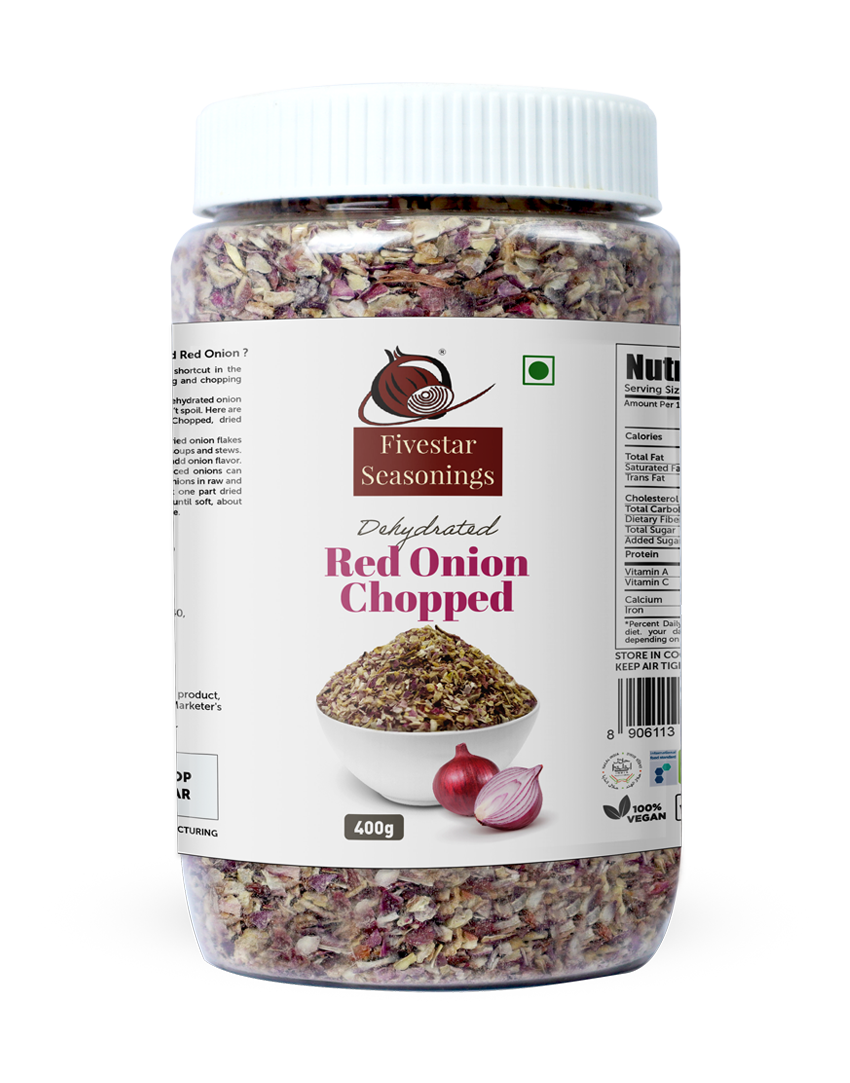 d Red Onion ?
shortcut in the
g and chopping
ehydrated onion
't spoil. Here are
Chopped, dried
ried onion flakes
oups and stews.
dd onion flavor.
ced onions can
nions in raw and
one part dried
until soft, about
e.
40,
product,
Marketer's
OP
AR
CTURING
®
Fivestar
Seasonings
Dehydrated
Red Onion
Chopped
400g
Nut
Serving Siz
Amount Per 1
Calories
Total Fat
Saturated Fa
Trans Fat
Cholesterol
Total Carbo
Dietary Fibe
Total Sugar
Added Suga
Protein
Vitamin A
Vitamin C
Calcium
Iron
*Percent Daily
diet. your da
depending on
STORE IN CO
KEEP AIR TIG
8 906113
100%
VEGAN